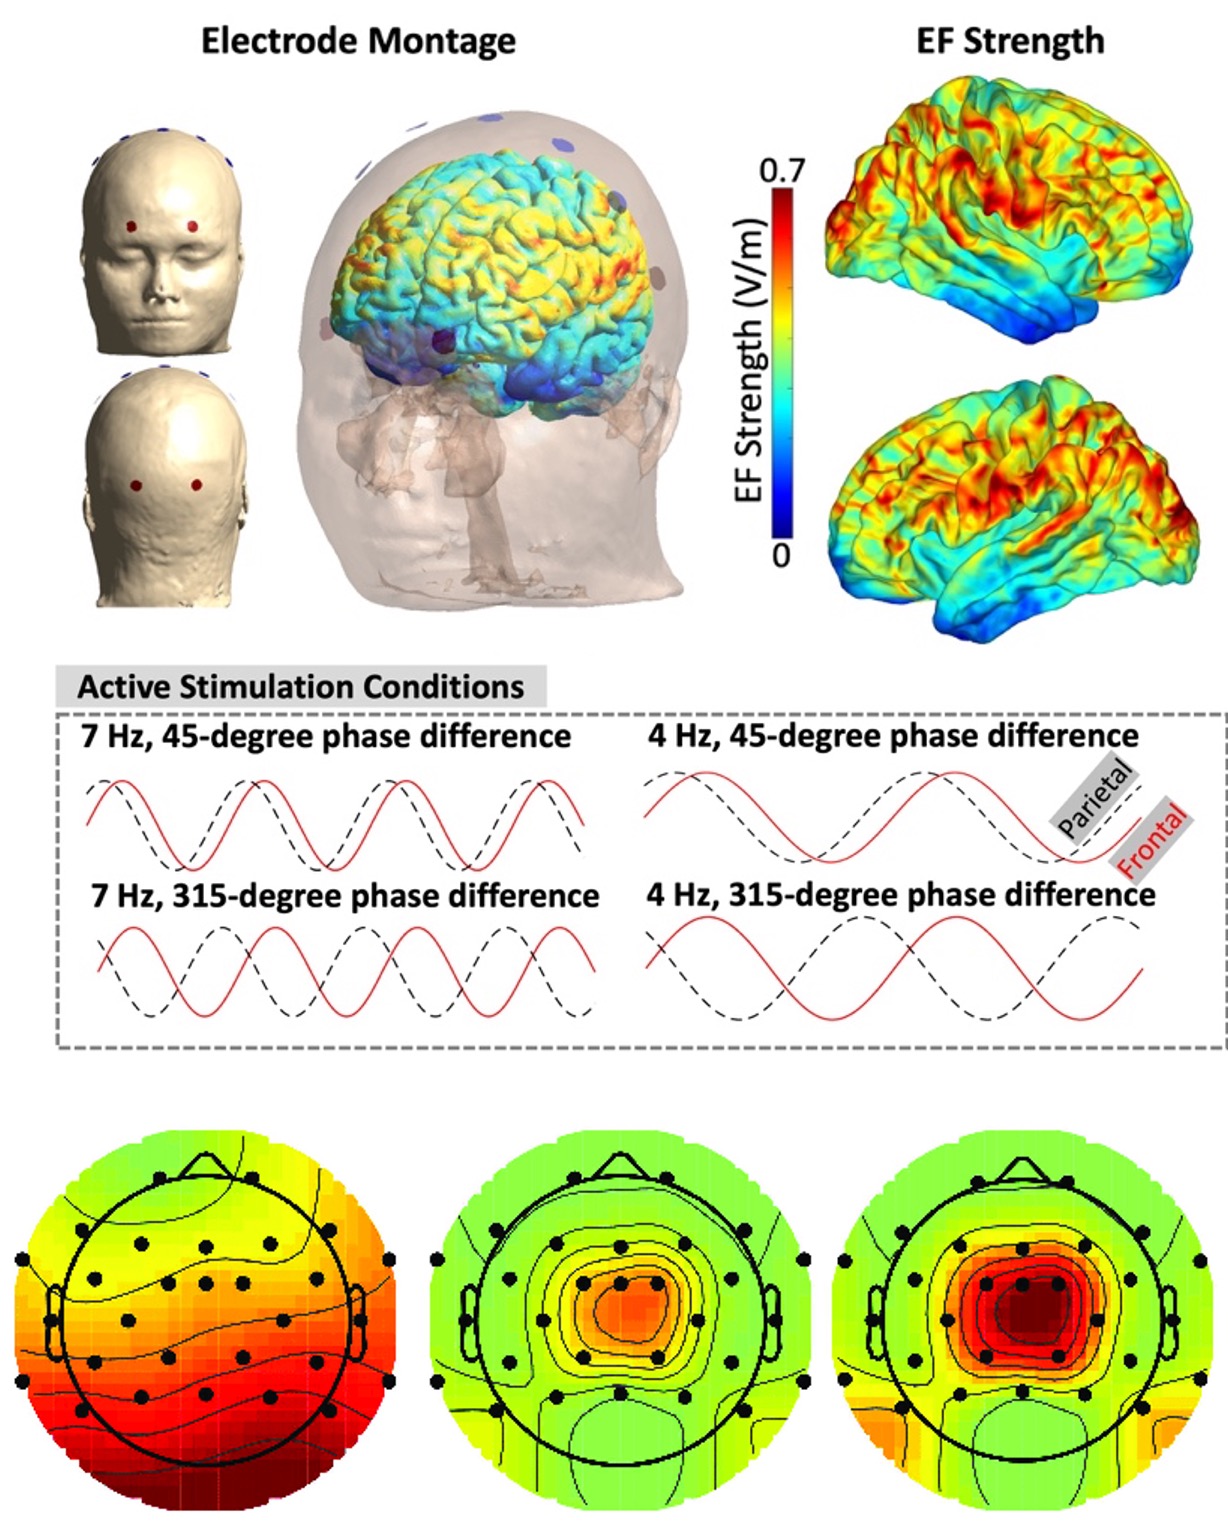 Electrode Montage
EF Strength
0.7
EF Strength (V/m)
0
Active Stimulation Conditions
7 Hz, 45-degree phase difference
4 Hz, 45-degree phase difference
Parietal
Frontal
7 Hz, 315-degree phase difference
4 Hz, 315-degree phase difference